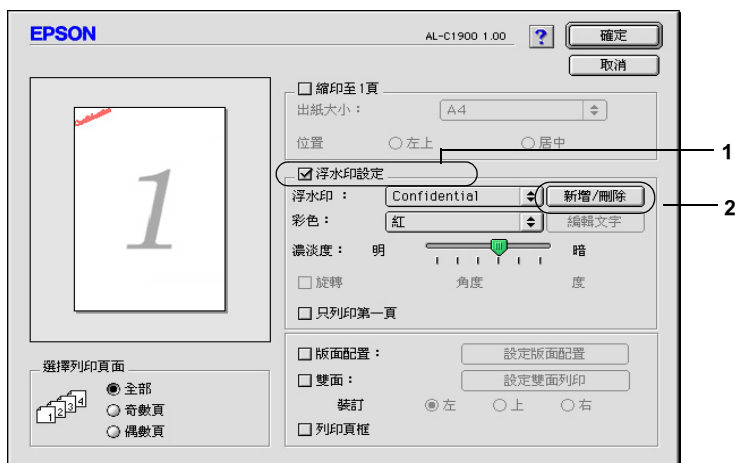 EPSON
AL-C1900 1.00
?
確定
取消
Confidential
1
縮印至1頁
出紙大小：
A4
位置
左上
居中
1
浮水印設定
浮水印：
Confidential
新增/刪除
2
彩色：
紅
編輯文字
濃淡度：
明
暗
旋轉
角度
度
只列印第一頁
選擇列印頁面
1 2 3 4
全部
奇數頁
偶數頁
版面配置：
設定版面配置
雙面：
設定雙面列印
裝訂
左
上
右
列印頁框